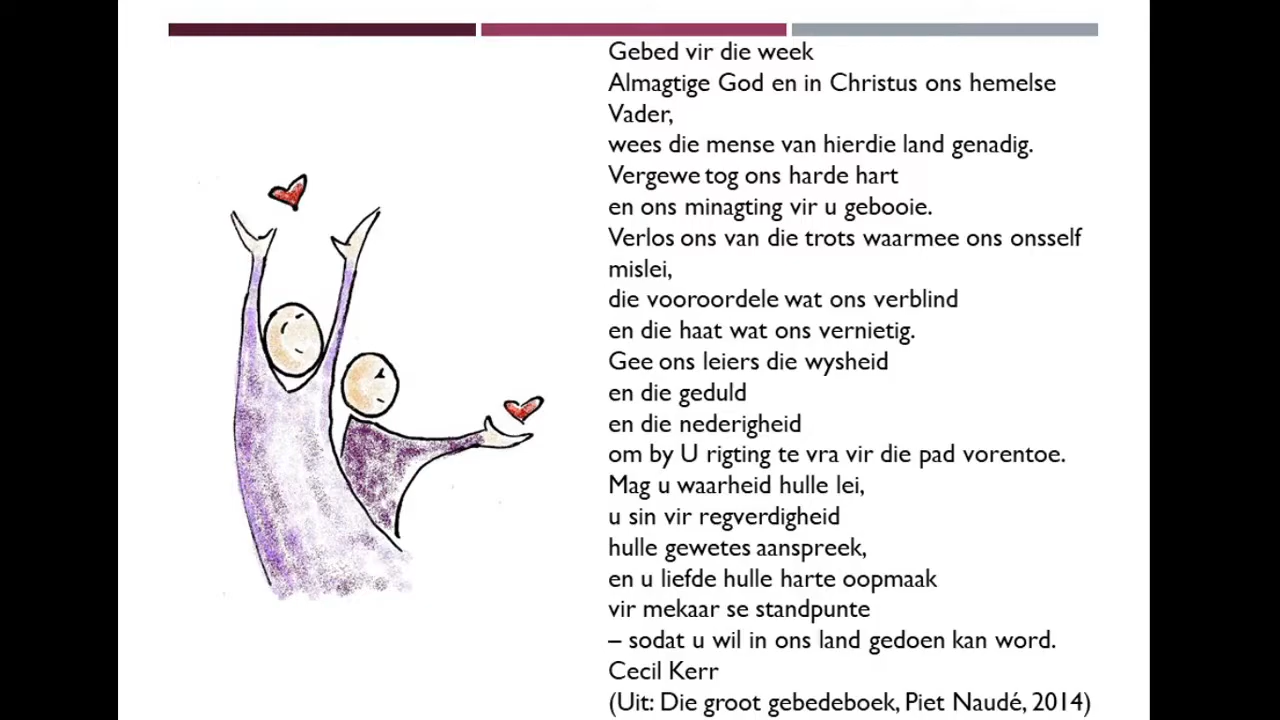 Gebed vir die week
Almagtige God en in Christus ons hemelse
Vader,
wees die mense van hierdie land genadig.
Vergewe tog ons harde hart
en ons minagting vir u gebooie.
Verlos ons van die trots waarmee ons onsself
mislei,
die vooroordele wat ons verblind
en die haat wat ons vernietig.
Gee ons leiers die wysheid
en die geduld
en die nederigheid
om by U rigting te vra vir die pad vorentoe.
Mag u waarheid hulle lei,
u sin vir regverdigheid
hulle gewetes aanspreek,
en u liefde hulle harte oopmaak
vir mekaar se standpunte
– sodat u wil in ons land gedoen kan word.
Cecil Kerr
(Uit: Die groot gebedeboek, Piet Naudé, 2014)